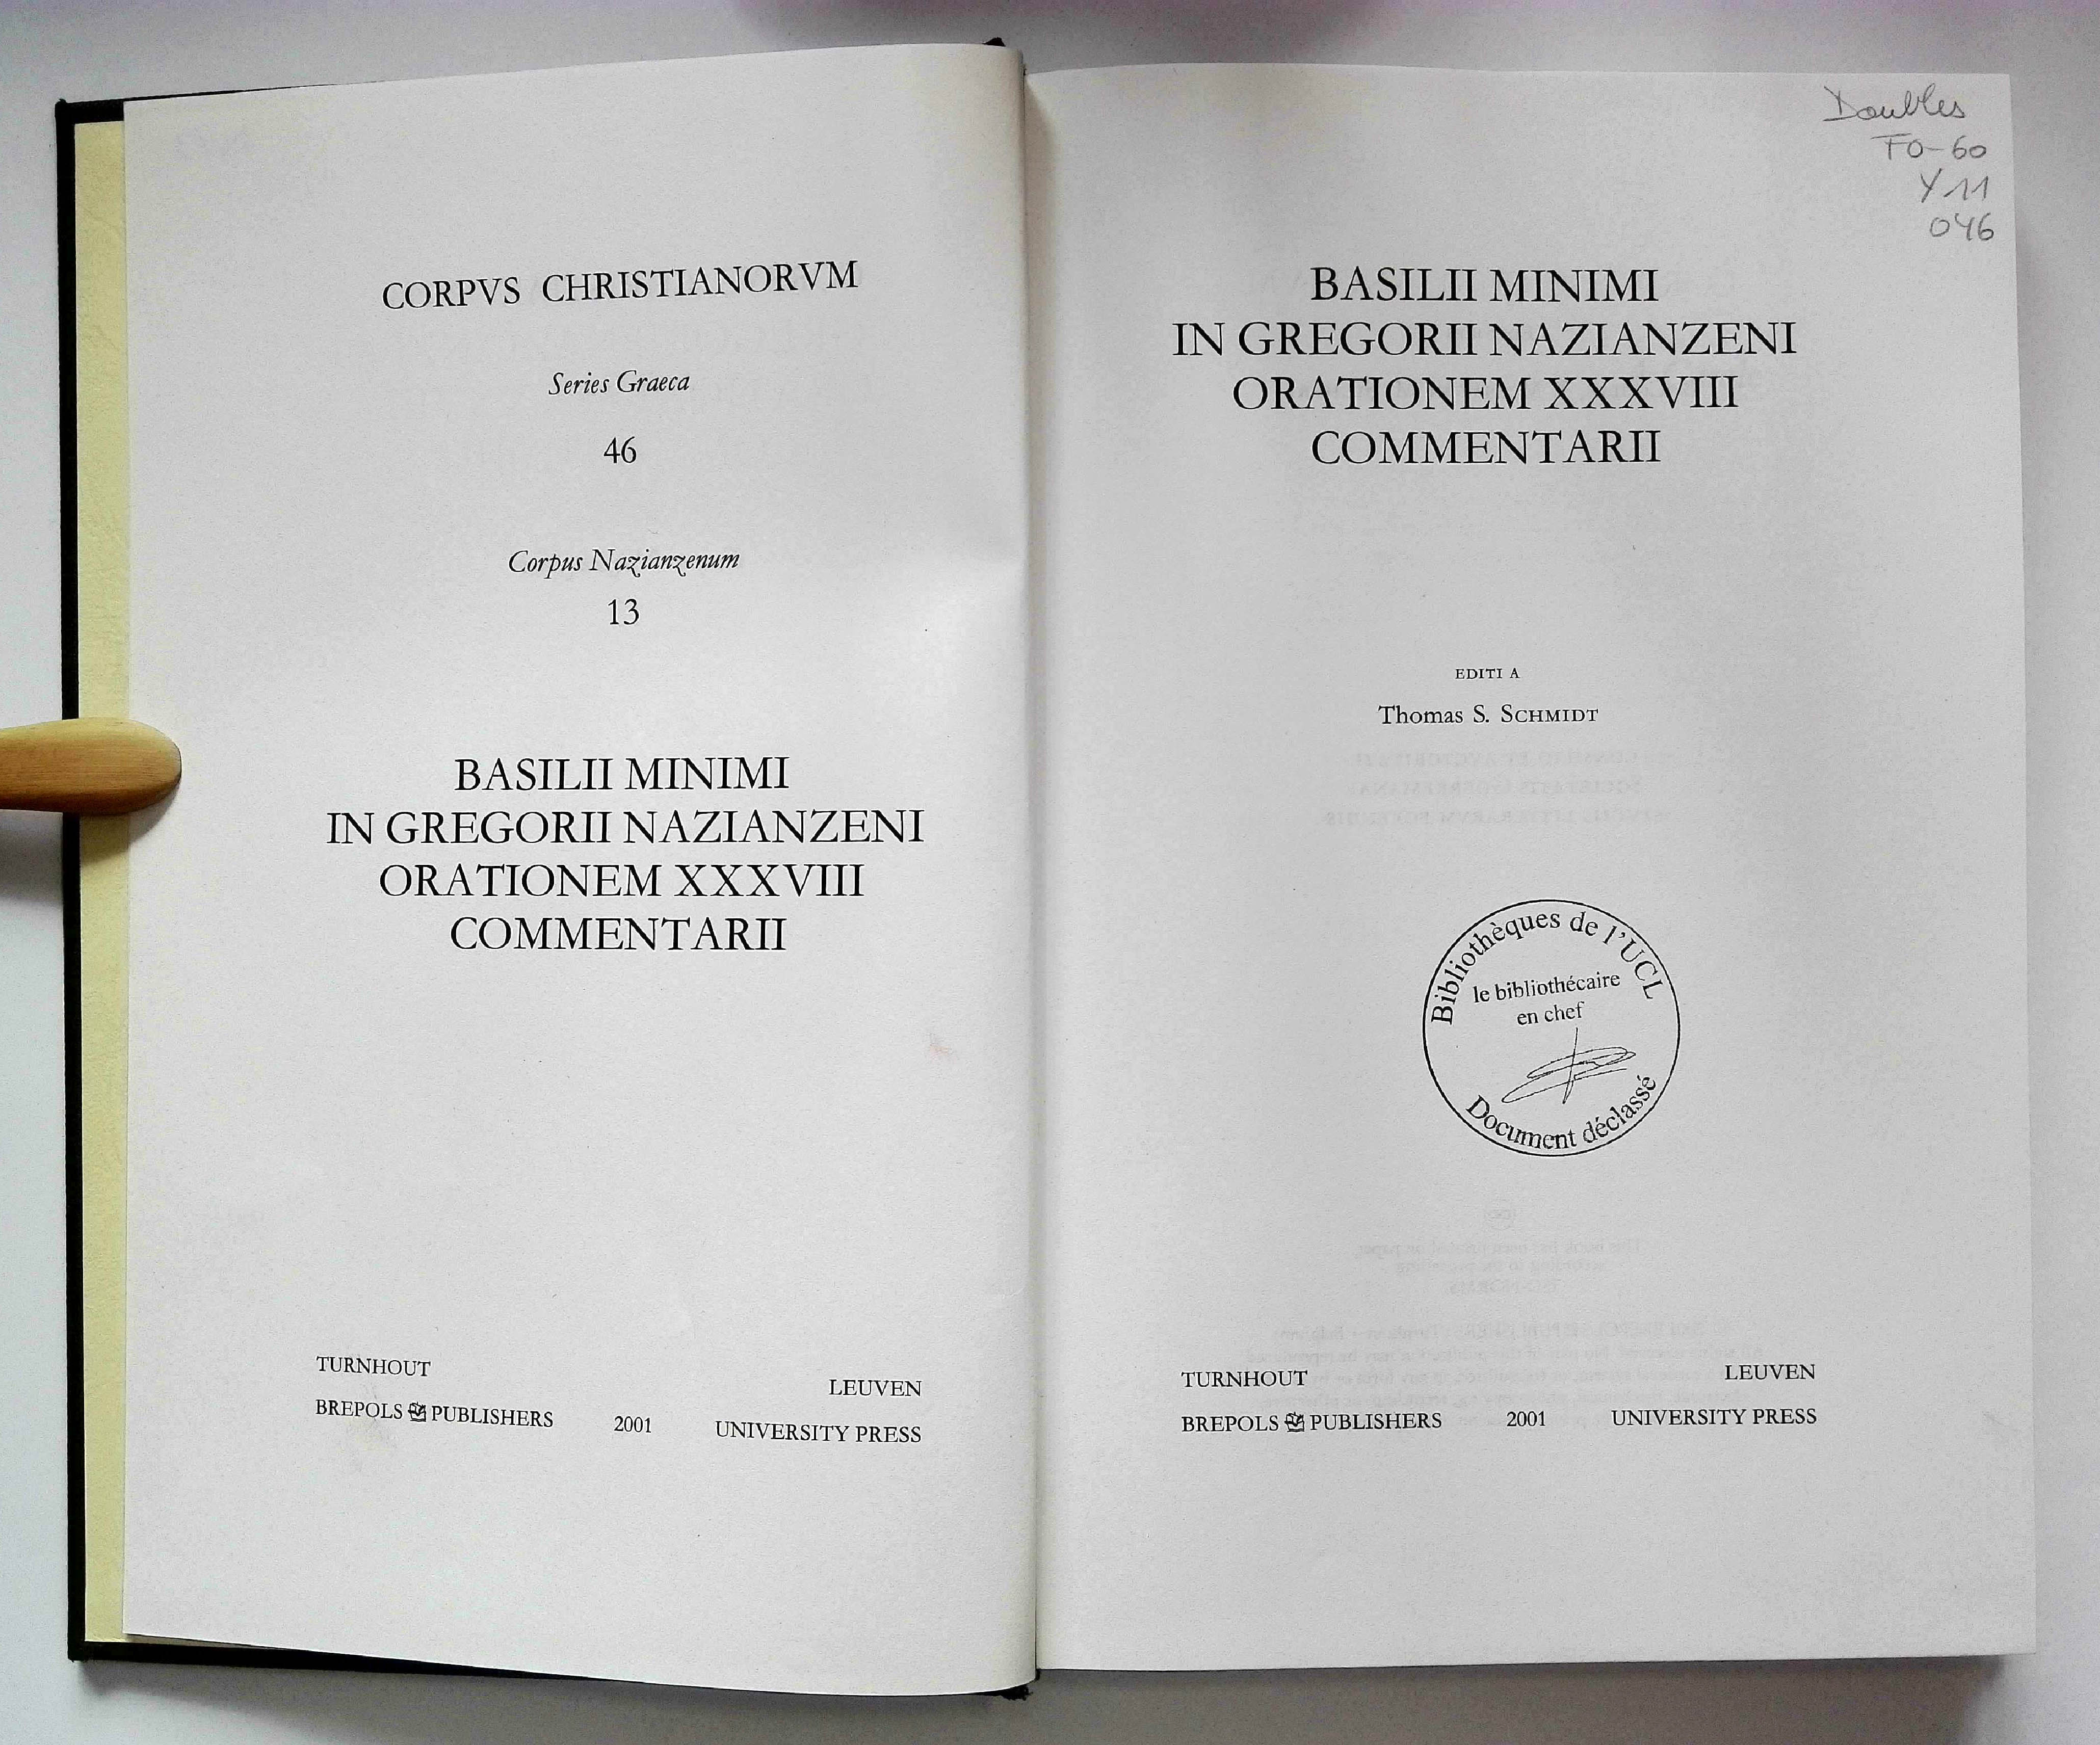 CORPVS CHRISTIANORVM
Series Graeca
46
Corpus Nazianzenum
13
BASILII MINIMI
IN GREGORII NAZIANZENI
ORATIONEM XXXVIII
COMMENTARII
TURNHOUT
LEUVEN
BREPOLS PUBLISHERS
2001
UNIVERSITY PRESS
Doubles
TO-60
Y11
046
BASILII MINIMI
IN GREGORII NAZIANZENI
ORATIONEM XXXVIII
COMMENTARII
EDITI A
Thomas S. SCHMIDT
Bibliothèques de l'UCL
le bibliothécaire
en chef
Document déclassé
TURNHOUT
LEUVEN
BREPOLS PUBLISHERS
2001
UNIVERSITY PRESS